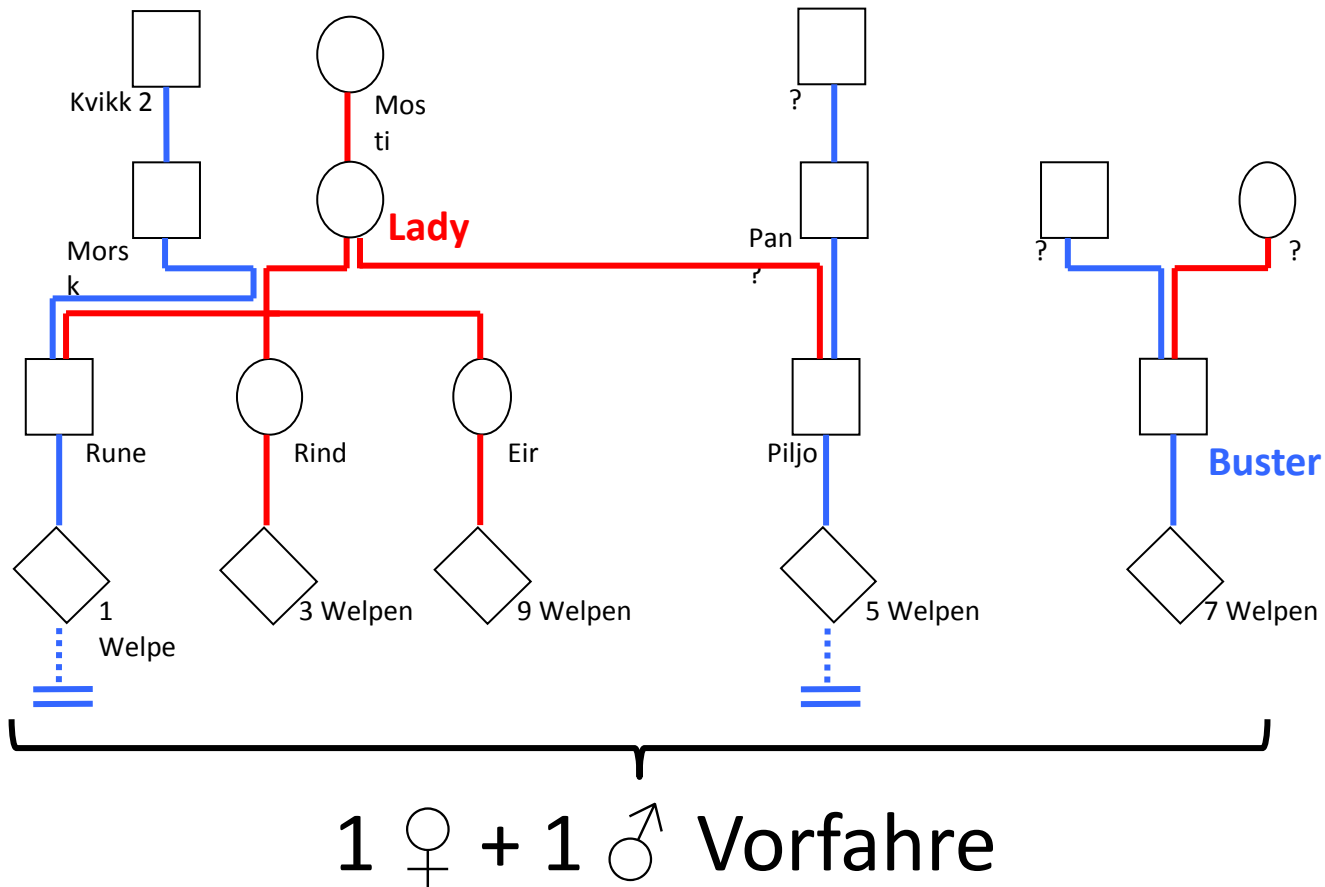 Kvikk 2
Mos
ti
?
Lady
Mors
k
Pan
?
?
?
Rune
Rind
Eir
Piljo
Buster
1
Welpe
3 Welpen
9 Welpen
5 Welpen
7 Welpen
1 ♀ + 1 ♂ Vorfahre